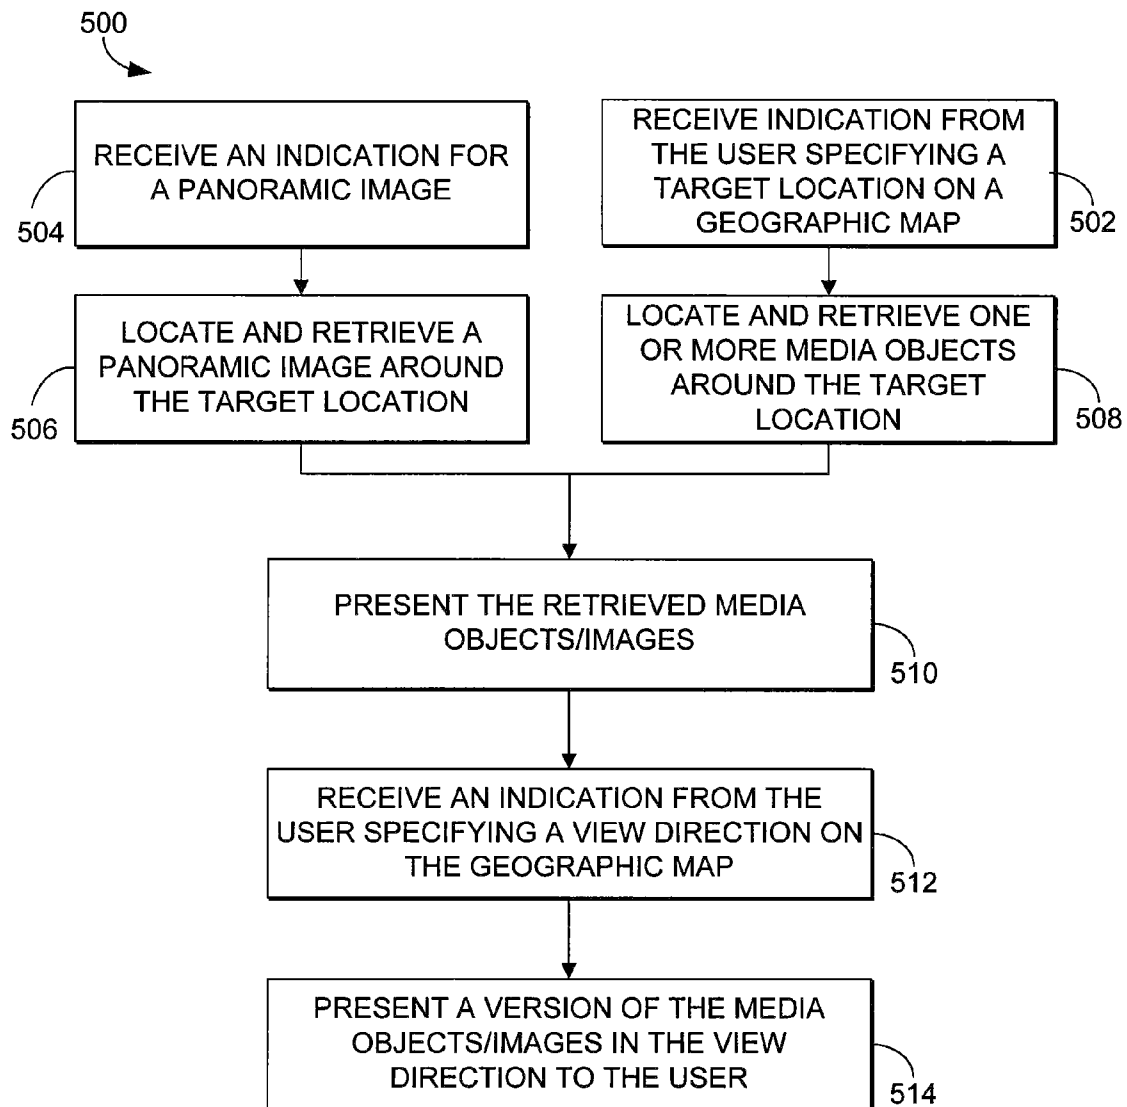 500
RECEIVE AN INDICATION FOR
A PANORAMIC IMAGE
504
RECEIVE INDICATION FROM
THE USER SPECIFYING A
TARGET LOCATION ON A
GEOGRAPHIC MAP
502
LOCATE AND RETRIEVE A
PANORAMIC IMAGE AROUND
THE TARGET LOCATION
506
LOCATE AND RETRIEVE ONE
OR MORE MEDIA OBJECTS
AROUND THE TARGET
LOCATION
508
PRESENT THE RETRIEVED MEDIA
OBJECTS/IMAGES
510
RECEIVE AN INDICATION FROM THE
USER SPECIFYING A VIEW DIRECTION ON
THE GEOGRAPHIC MAP
512
PRESENT A VERSION OF THE MEDIA
OBJECTS/IMAGES IN THE VIEW
DIRECTION TO THE USER
514